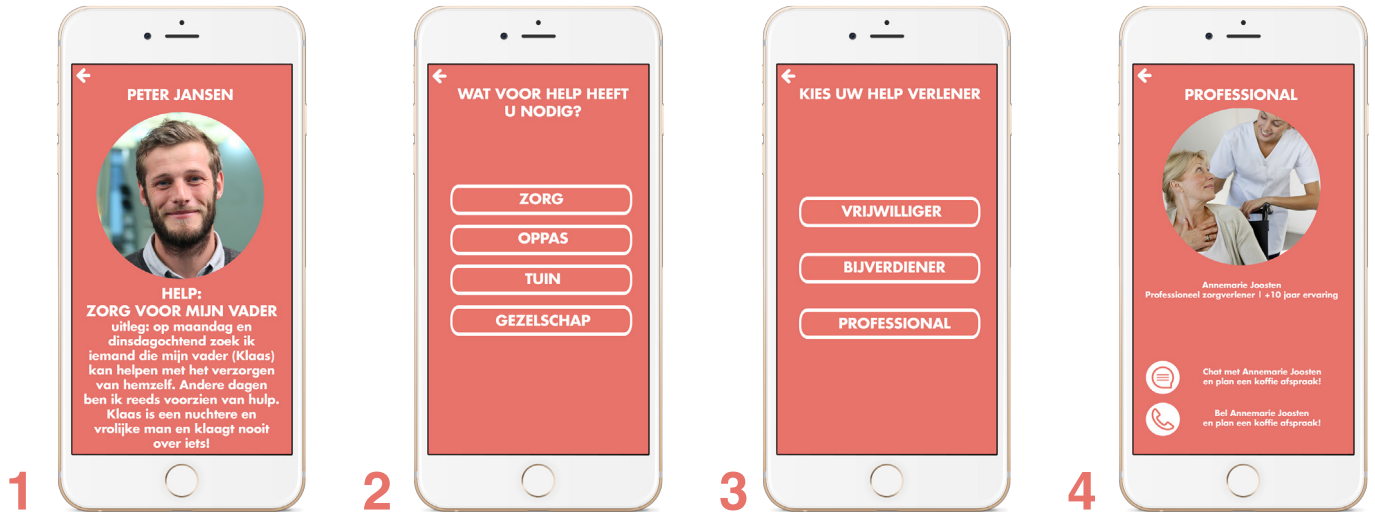 PETER JANSEN
HELP:
ZORG VOOR MIJN VADER
uitleg: op maandag en
dinsdagochtend zoek ik
iemand die mijn vader (Klaas)
kan helpen met het verzorgen
van hemzelf. Andere dagen
ben ik reeds voorzien van hulp.
Klaas is een nuchtere en
vrolijke man en klaagt nooit
over iets!
1
WAT VOOR HELP HEEFT
U NODIG?
ZORG
OPPAS
TUIN
GEZELSCHAP
2
KIES UW HELP VERLENER
VRIJWILLIGER
BIJVERDIENER
PROFESSIONAL
3
PROFESSIONAL
Annemarie Joosten
Professioneel zorgverlener | +10 jaar ervaring
Chat met Annemarie Joosten
en plan een koffie afspraak!
Bel Annemarie Joosten
en plan een koffie afspraak!
4